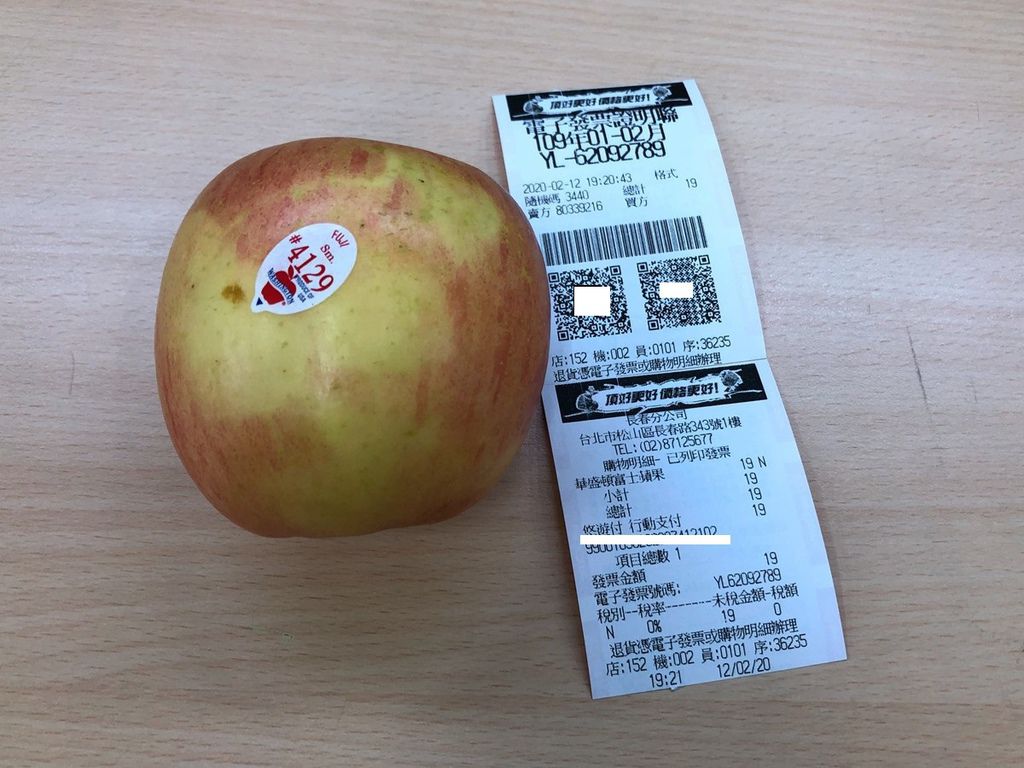 # 4129
FUJI
Sm.
WASHINGTON
PRODUCE OF
USA
頂好更好 價格更好!
電子發票證明聯
109年01-02月
YL-62092789
2020-02-12 19:20:43 格式
隨機碼 3440 總計 19
賣方 80339216 買方
店:152 機:002 員:0101 序:36235
退貨憑電子發票或購物明細辦理
頂好更好 價格更好!
長春分公司
台北市松山區長春路343號1樓
TEL:(02)87125677
購物明細- 已列印發票
華盛頓富士蘋果 19 N
小計 19
總計 19
悠遊付 行動支付
項目總數 1
發票金額 19
電子發票號碼: YL62092789
稅別--稅率--------未稅金額-稅額
N 0% 19 0
退貨憑電子發票或購物明細辦理
店:152 機:002 員:0101 序:36235
19:21 12/02/20